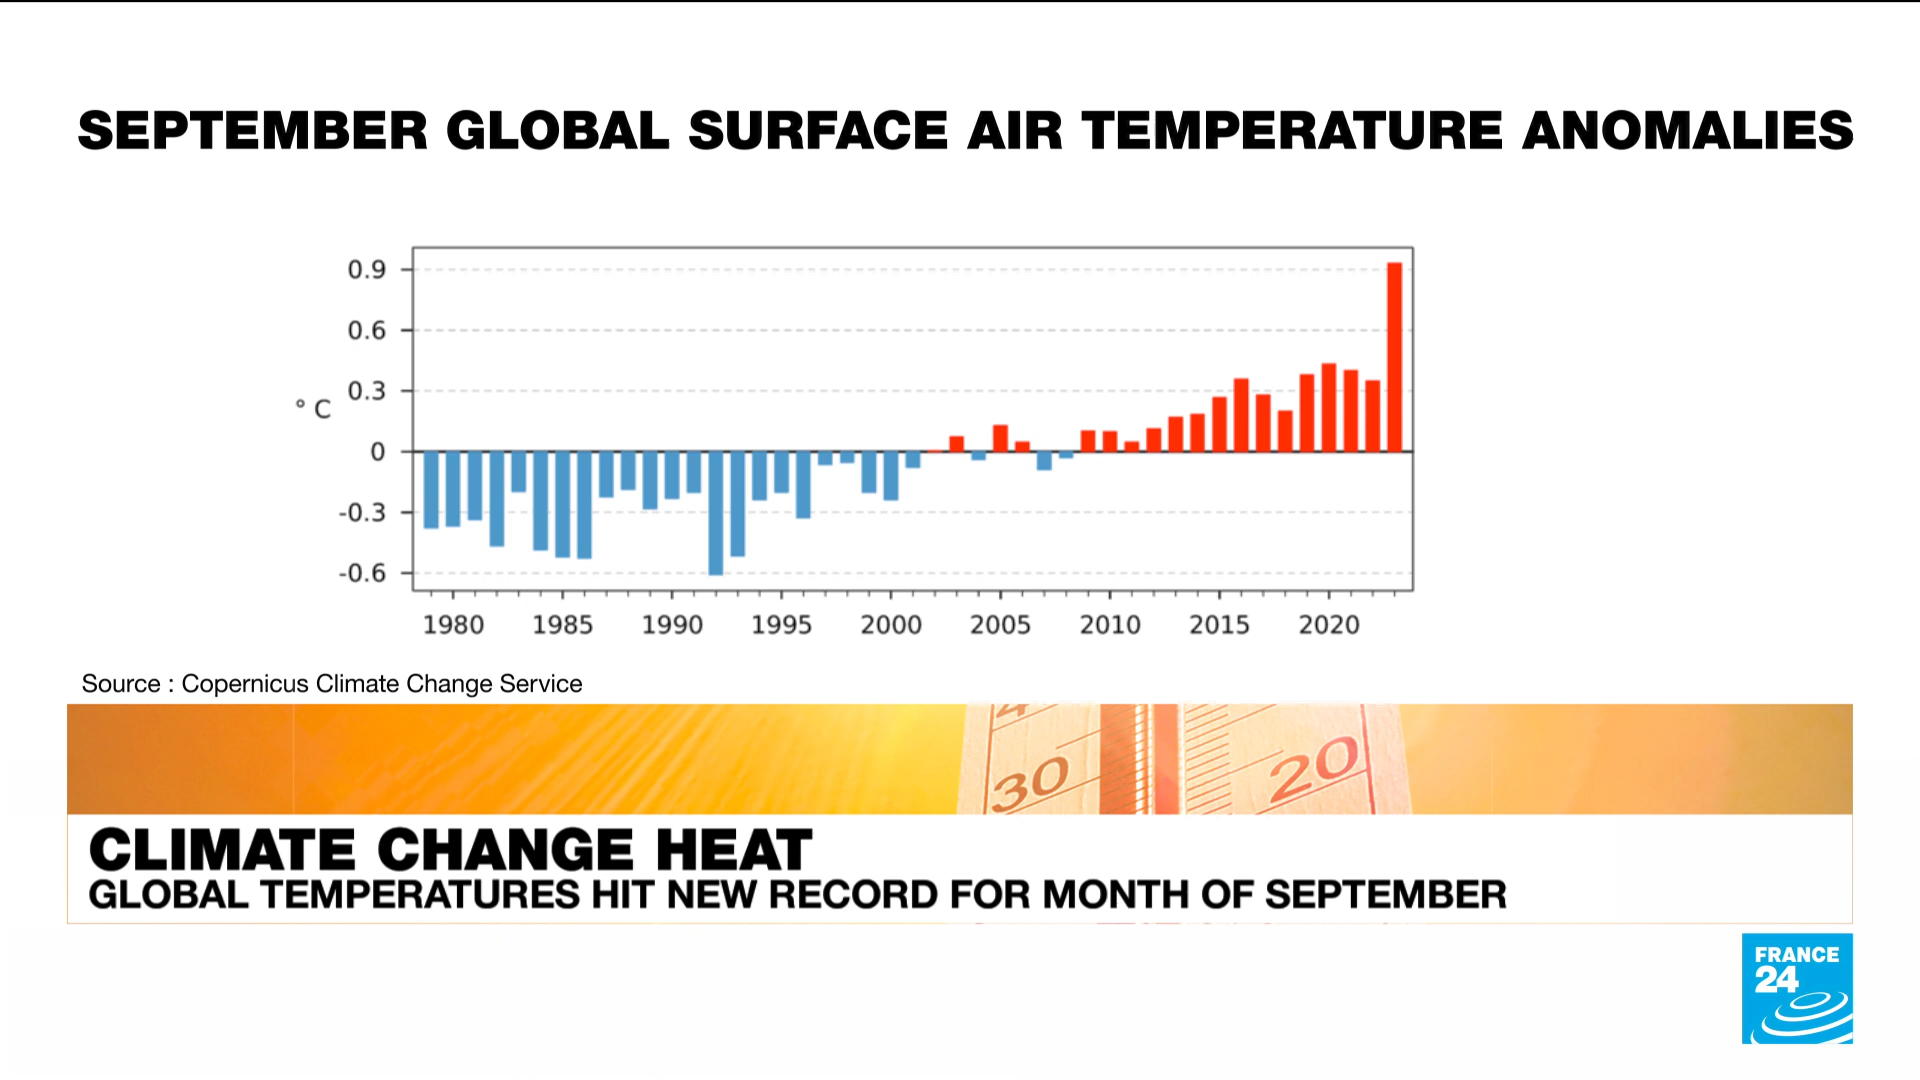 SEPTEMBER GLOBAL SURFACE AIR TEMPERATURE ANOMALIES
0.9
0.6
0.3
° C
0
-0.3
-0.6
1980 1985 1990 1995 2000 2005 2010 2015 2020
Source : Copernicus Climate Change Service
30 20
CLIMATE CHANGE HEAT
GLOBAL TEMPERATURES HIT NEW RECORD FOR MONTH OF SEPTEMBER
FRANCE
24